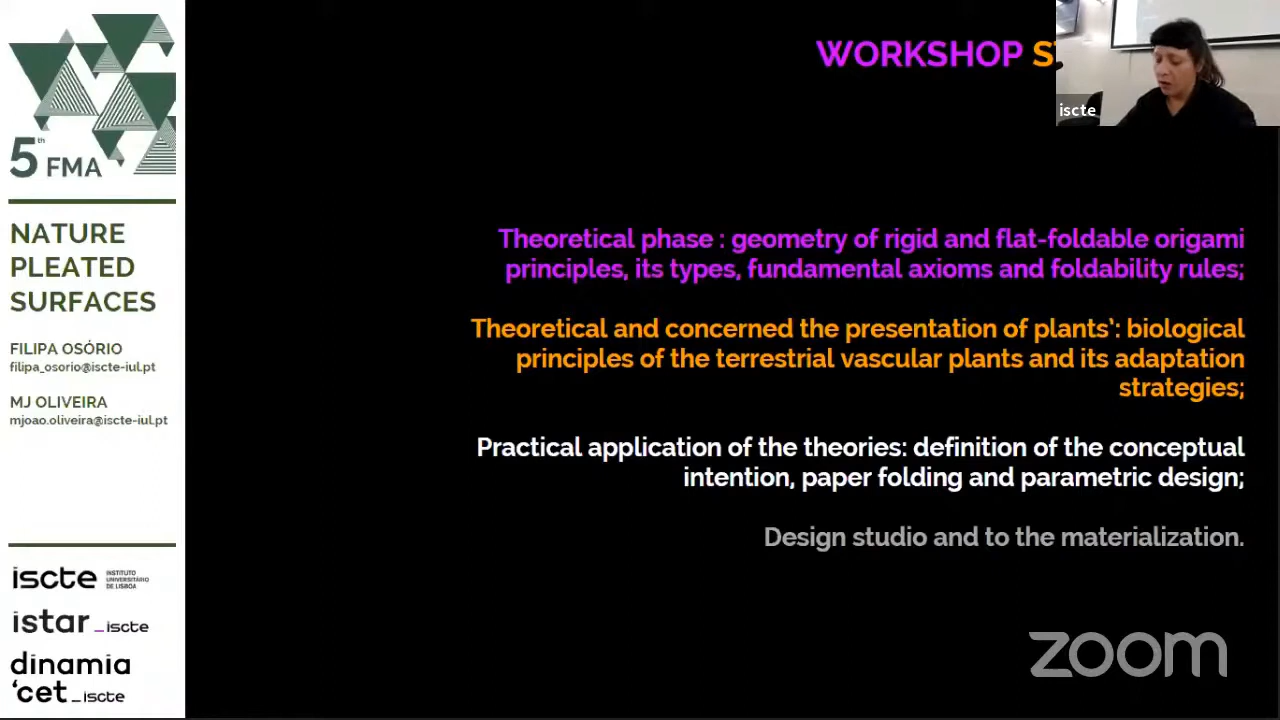 WORKSHOP
iscte
5th FMA
NATURE
PLEATED
SURFACES
FILIPA OSÓRIO
filipa_osorio@iscte-iul.pt
MJ OLIVEIRA
mjoao.oliveira@iscte-iul.pt
iscte INSTITUTO
UNIVERSITÁRIO
DE LISBOA
istar_iscte
dinamia
'cet_iscte
Theoretical phase : geometry of rigid and flat-foldable origami
principles, its types, fundamental axioms and foldability rules;
Theoretical and concerned the presentation of plants`: biological
principles of the terrestrial vascular plants and its adaptation
strategies;
Practical application of the theories: definition of the conceptual
intention, paper folding and parametric design;
Design studio and to the materialization.
zoom